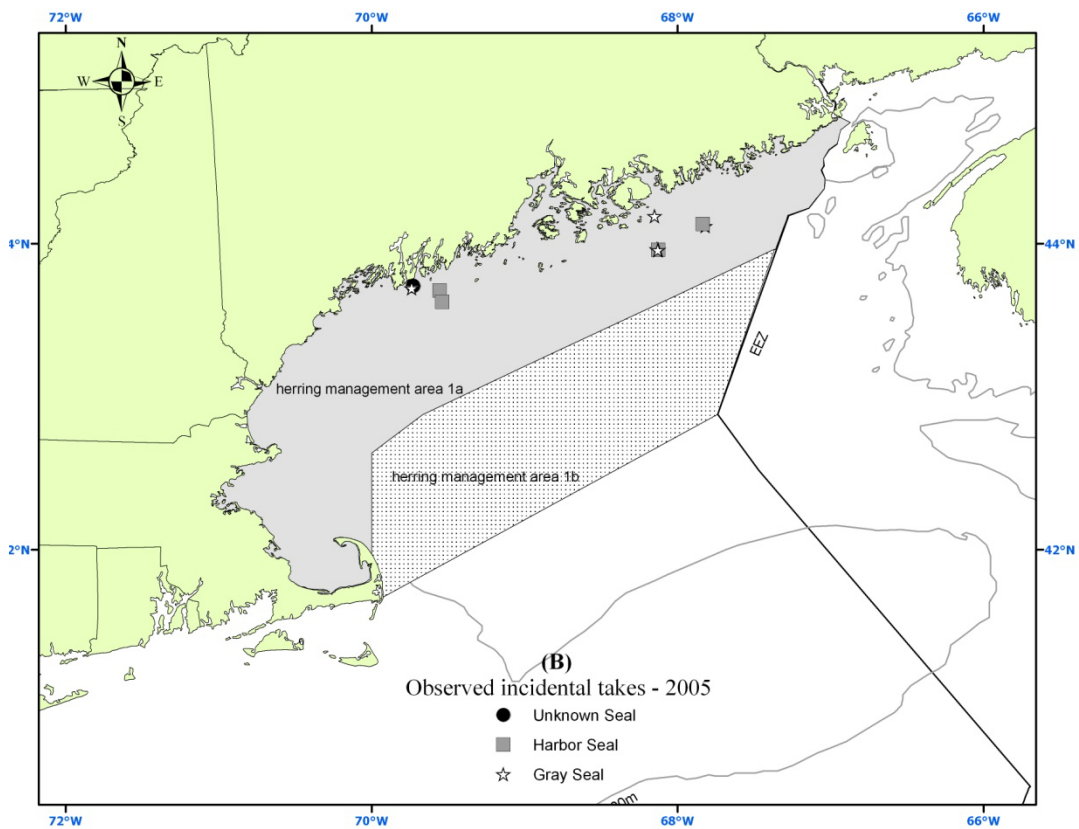 72°W 70°W 68°W 66°W
N
W E
S
4°N 44°N
EEZ
herring management area 1a
herring management area 1b
2°N 42°N
(B)
Observed incidental takes - 2005
Unknown Seal
Harbor Seal
Gray Seal
72°W 70°W 68°W 66°W